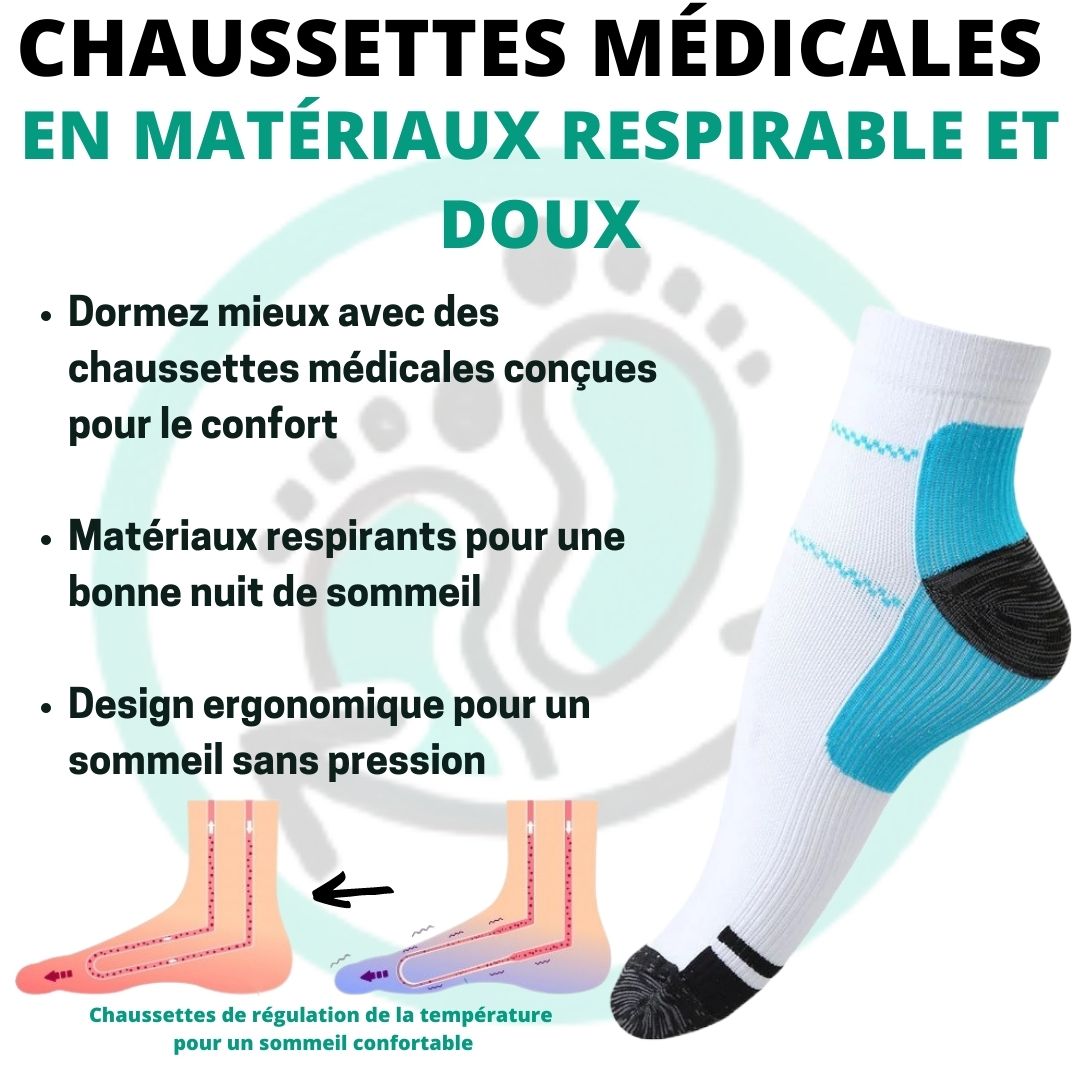 CHAUSSETTES MÉDICALES
EN MATÉRIAUX RESPIRABLE ET
DOUX
• Dormez mieux avec des
chaussettes médicales conçues
pour le confort
• Matériaux respirants pour une
bonne nuit de sommeil
• Design ergonomique pour un
sommeil sans pression
Chaussettes de régulation de la température
pour un sommeil confortable